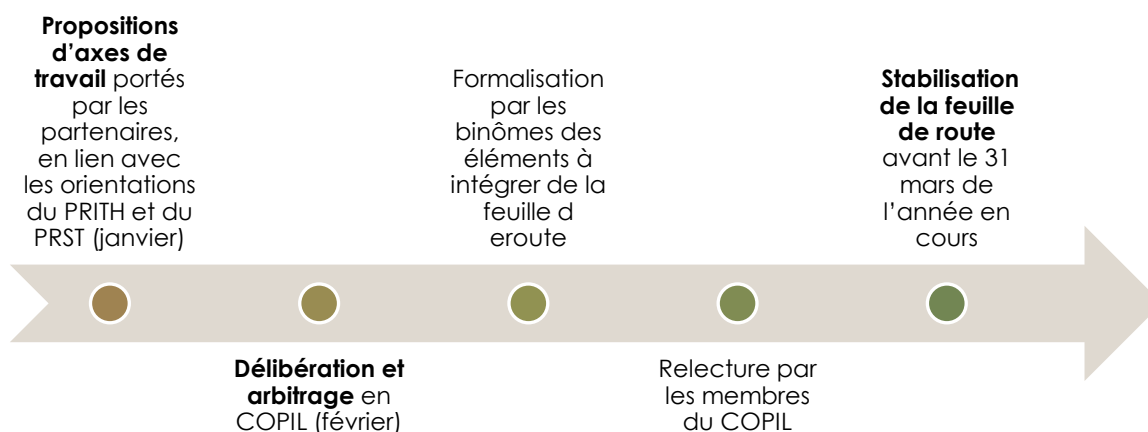 Propositions
d’axes de
travail portés
par les
partenaires,
en lien avec
les orientations
du PRITH et du
PRST (janvier)
Délibération et
arbitrage en
COPIL (février)
Formalisation
par les
binômes des
éléments à
intégrer de la
feuille d
eroute
Relecture par
les membres
du COPIL
Stabilisation
de la feuille
de route
avant le 31
mars de
l’année en
cours